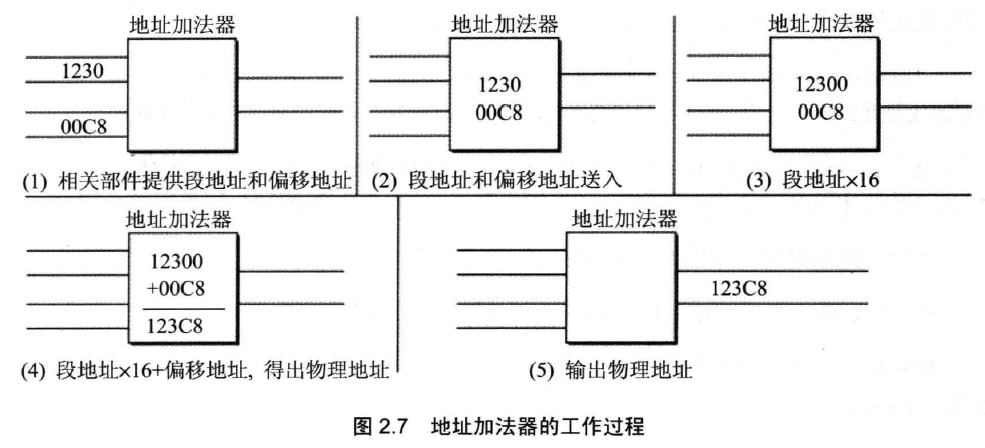 地址加法器
1230
00C8
(1) 相关部件提供段地址和偏移地址
地址加法器
1230
00C8
(2) 段地址和偏移地址送入
地址加法器
12300
00C8
(3) 段地址×16
地址加法器
12300
+00C8
123C8
(4) 段地址×16+偏移地址, 得出物理地址
地址加法器
123C8
(5) 输出物理地址
图 2.7 地址加法器的工作过程